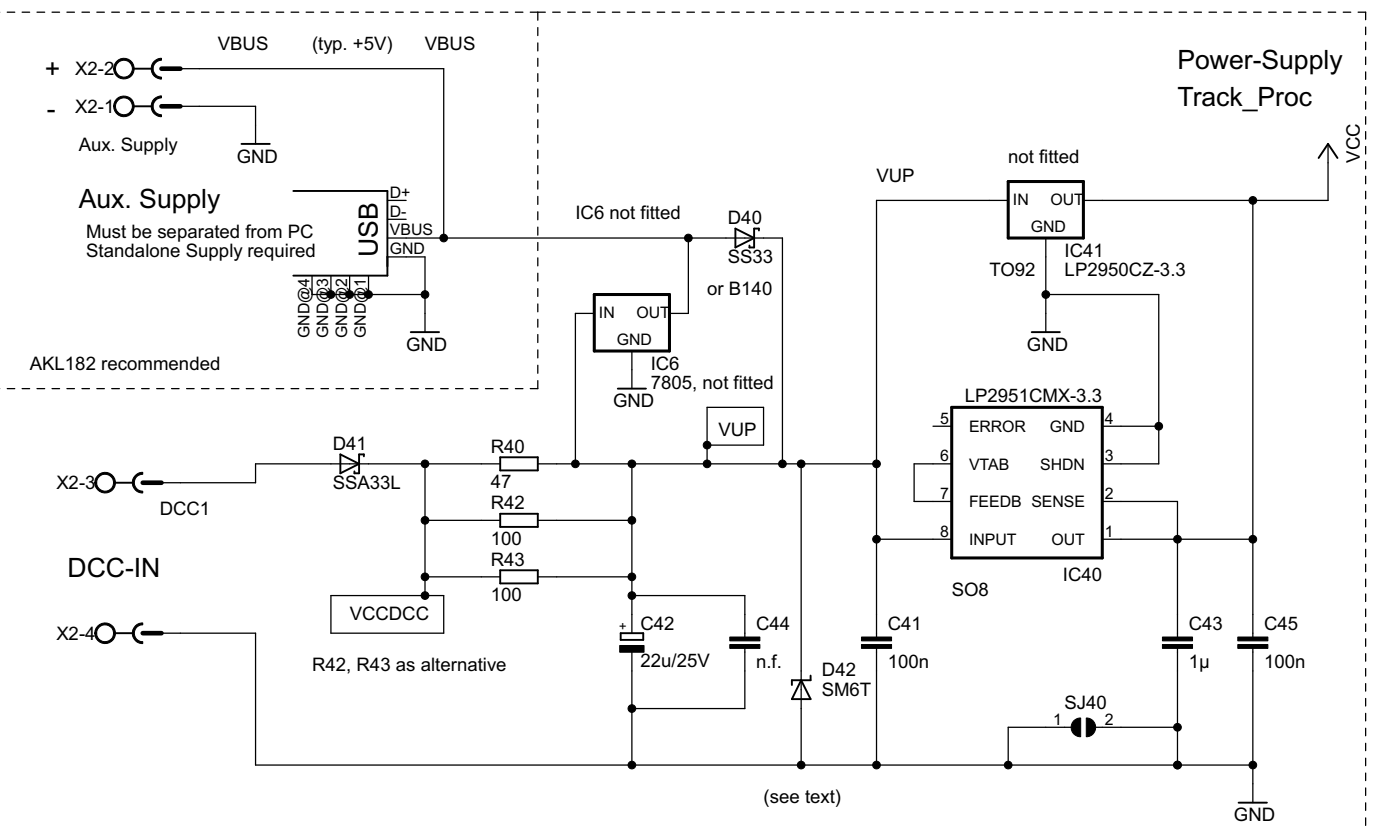 VBUS (typ. +5V) VBUS
+ X2-2
- X2-1
Aux. Supply
GND
Aux. Supply
Must be separated from PC
Standalone Supply required
USB
D+
D-
VBUS
GND
GND@4
GND@3
GND@2
GND@1
GND
AKL182 recommended
Power-Supply
Track_Proc
VCC
not fitted
VUP
IN OUT
GND
IC41
TO92 LP2950CZ-3.3
GND
IC6 not fitted
D40
SS33
or B140
IN OUT
GND
IC6
7805, not fitted
GND
VUP
LP2951CMX-3.3
5 ERROR GND 4
6 VTAB SHDN 3
7 FEEDB SENSE 2
8 INPUT OUT 1
IC40
SO8
X2-3
DCC1
D41
SSA33L
R40
47
R42
100
R43
100
DCC-IN
VCCDCC
X2-4
R42, R43 as alternative
+ C42
22u/25V
C44
n.f.
D42
SM6T
C41
100n
C43
1µ
C45
100n
SJ40
1 2
(see text)
GND